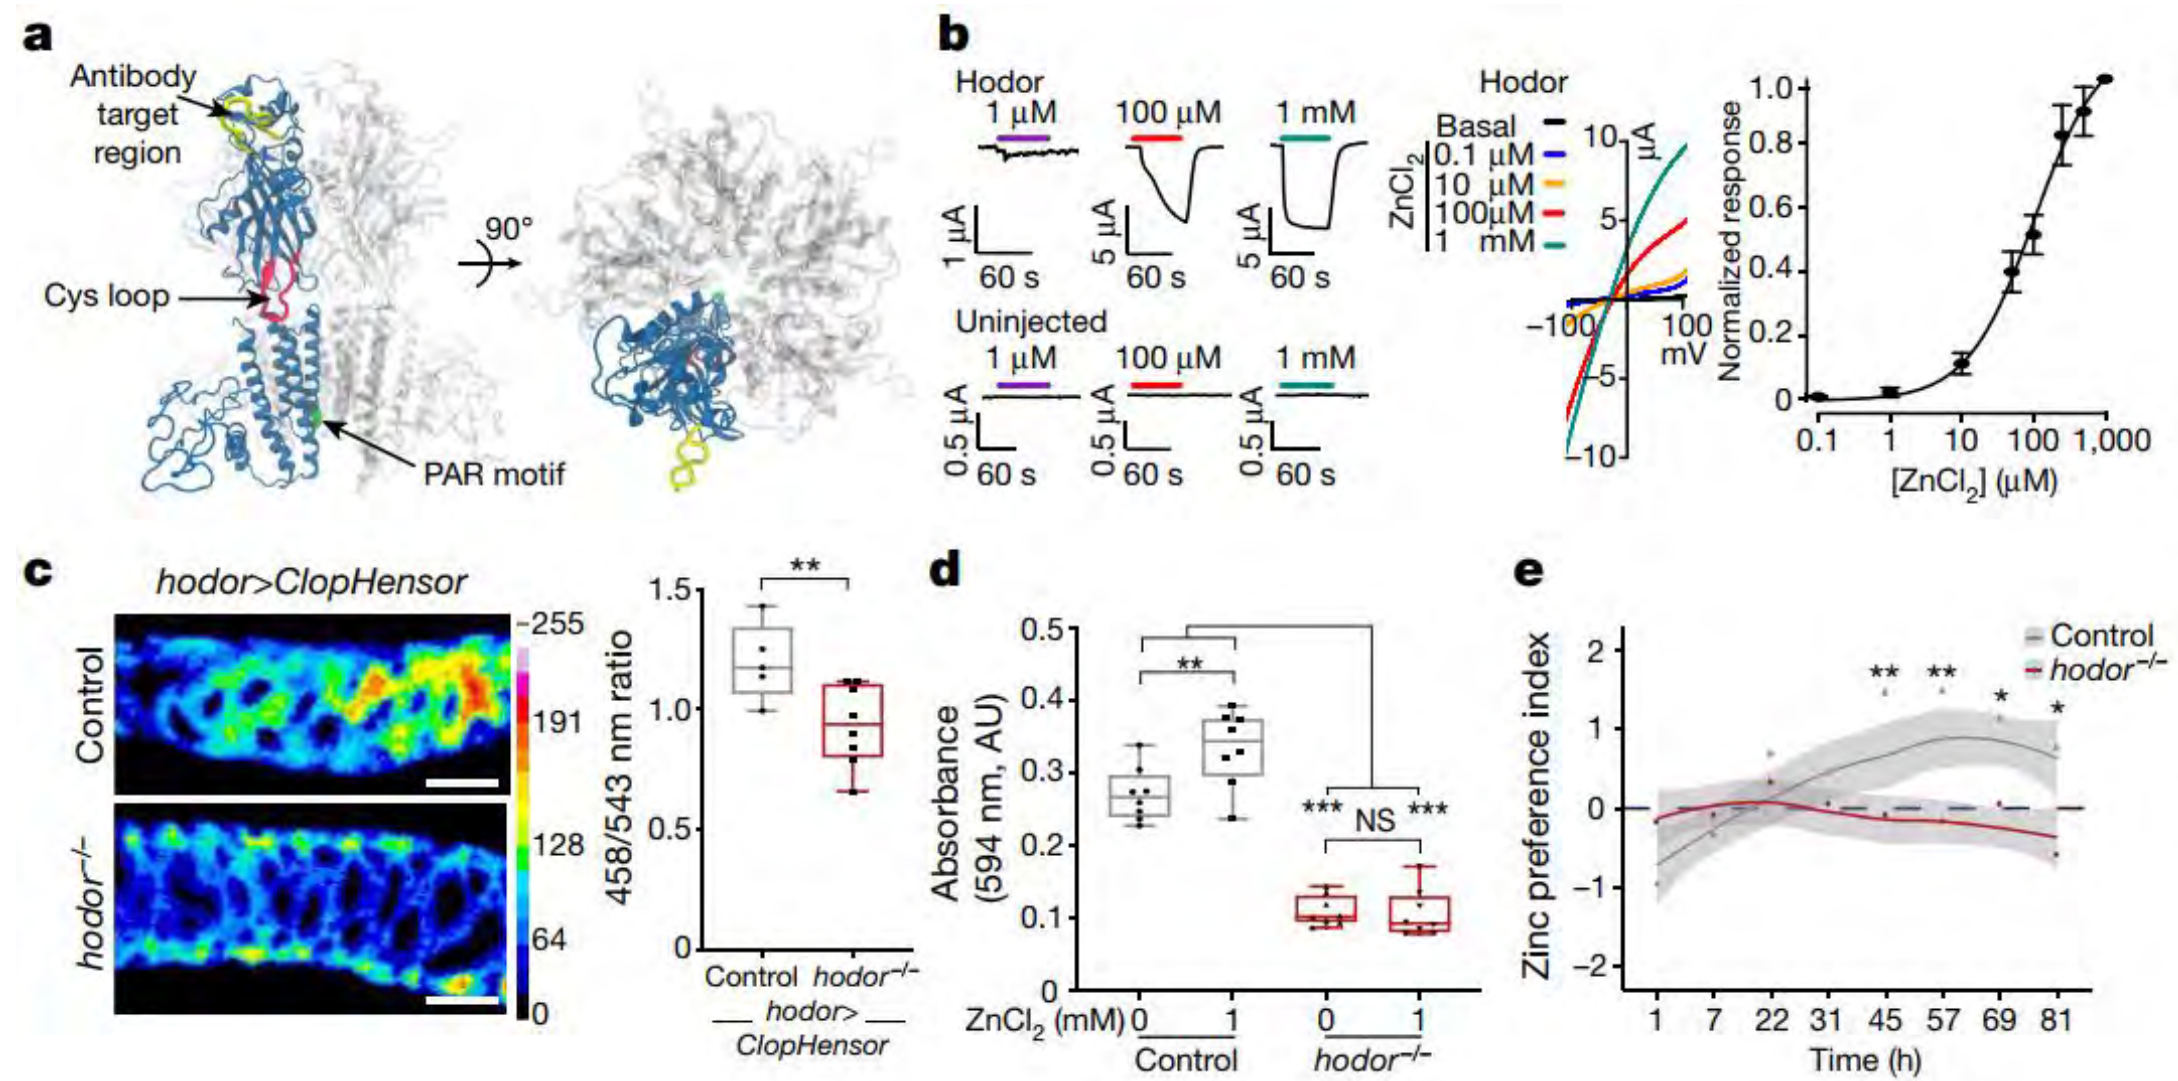 a
Antibody
target
region
Cys loop
90°
PAR motif
b
Hodor
1 μM
100 μM
1 mM
1 μA
60 s
5 μA
60 s
5 μA
60 s
Uninjected
1 μM
100 μM
1 mM
0.5 μA
60 s
0.5 μA
60 s
0.5 μA
60 s
Hodor
Basal
ZnCl2
0.1 μM
10 μM
100μM
1 mM
10
μA
5
−100
100
mV
−5
−10
Normalized response
1.0
0.8
0.6
0.4
0.2
0
0.1 1 10 100 1,000
[ZnCl2] (μM)
c
hodor>ClopHensor
Control
hodor−/−
255
191
128
64
0
458/543 nm ratio
1.5
1.0
0.5
0
**
Control hodor−/−
hodor>
ClopHensor
d
Absorbance
(594 nm, AU)
0.5
0.4
0.3
0.2
0.1
0
**
*** ***
NS
ZnCl2 (mM) 0 1 0 1
Control hodor−/−
e
Zinc preference index
2
1
0
−1
−2
Control
hodor−/−
** ** * *
1 7 22 31 45 57 69 81
Time (h)